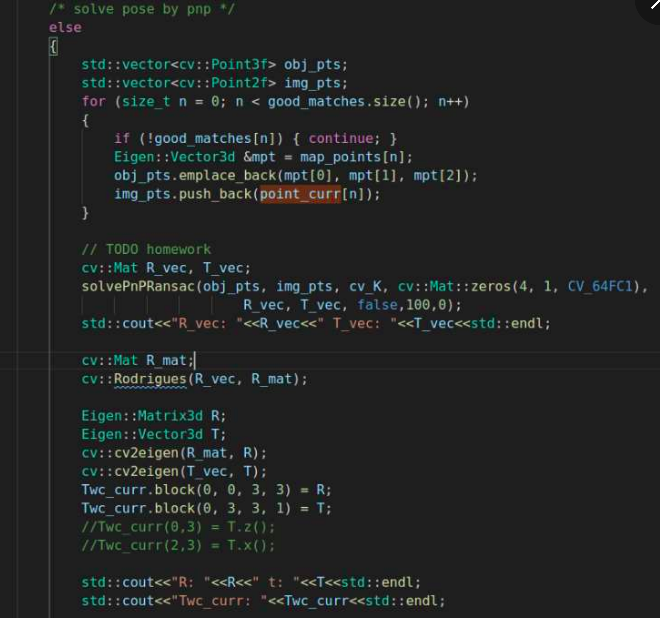 /* solve pose by pnp */
else
{
std::vector<cv::Point3f> obj_pts;
std::vector<cv::Point2f> img_pts;
for (size_t n = 0; n < good_matches.size(); n++)
{
if (!good_matches[n]) { continue; }
Eigen::Vector3d &mpt = map_points[n];
obj_pts.emplace_back(mpt[0], mpt[1], mpt[2]);
img_pts.push_back(point_curr[n]);
}
// TODO homework
cv::Mat R_vec, T_vec;
solvePnPRansac(obj_pts, img_pts, cv_K, cv::Mat::zeros(4, 1, CV_64FC1),
R_vec, T_vec, false,100,0);
std::cout<<"R_vec: "<<R_vec<<" T_vec: "<<T_vec<<std::endl;
cv::Mat R_mat;
cv::Rodrigues(R_vec, R_mat);
Eigen::Matrix3d R;
Eigen::Vector3d T;
cv::cv2eigen(R_mat, R);
cv::cv2eigen(T_vec, T);
Twc_curr.block(0, 0, 3, 3) = R;
Twc_curr.block(0, 3, 3, 1) = T;
//Twc_curr(0,3) = T.z();
//Twc_curr(2,3) = T.x();
std::cout<<"R: "<<R<<" t: "<<T<<std::endl;
std::cout<<"Twc_curr: "<<Twc_curr<<std::endl;